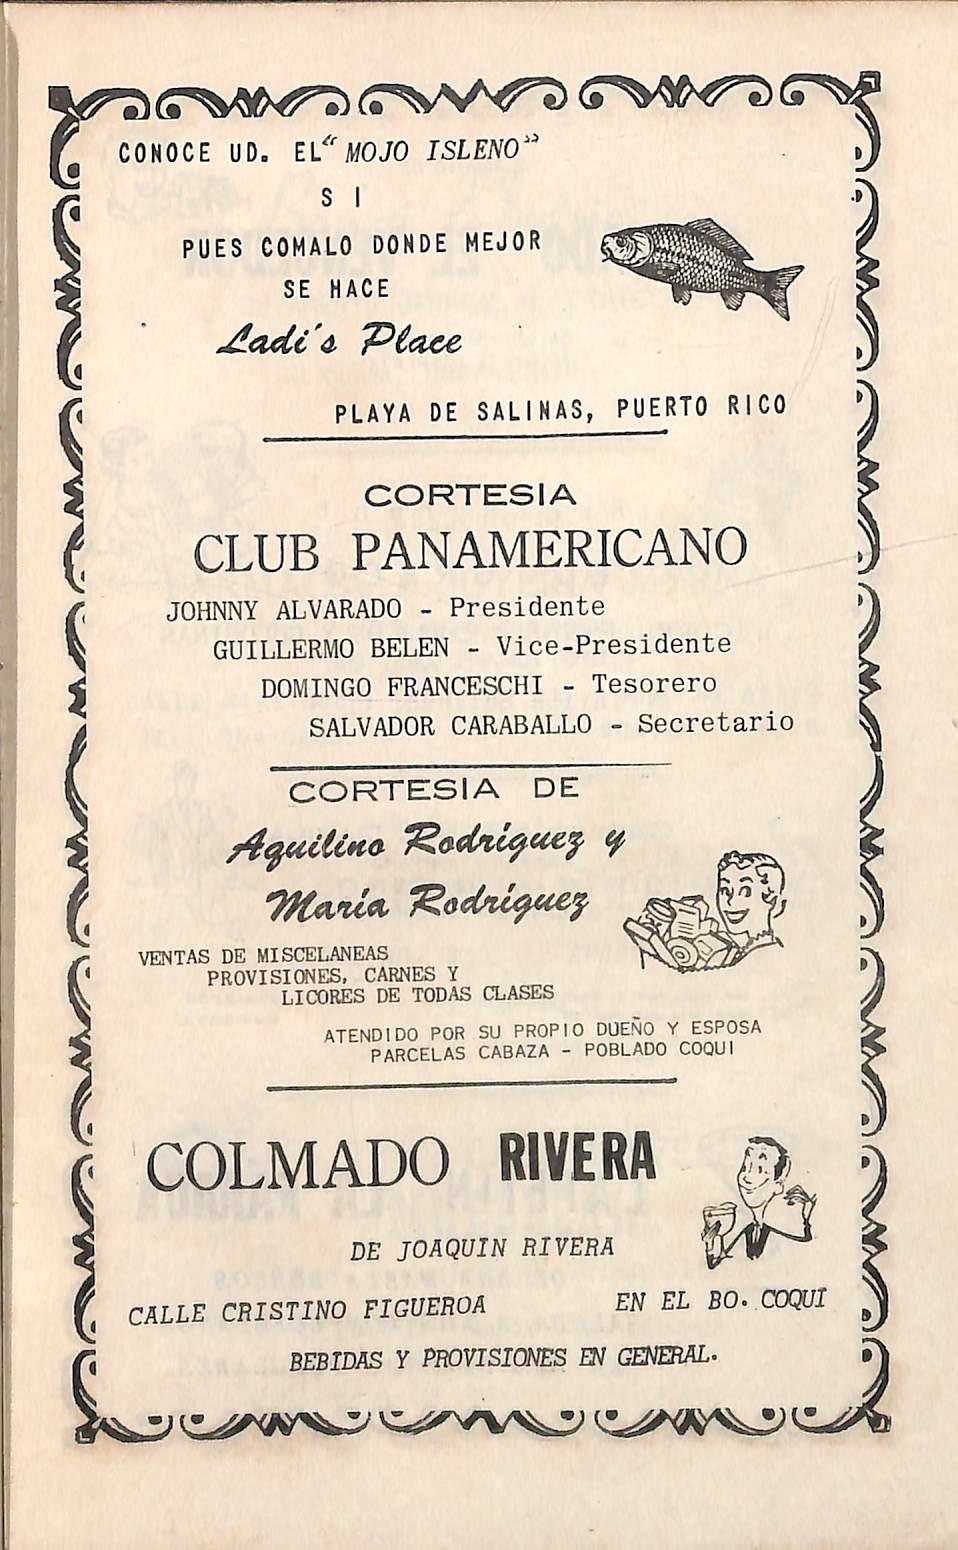 CONOCE UD. EL "MOJO ISLENO"
SI
PUES COMALO DONDE MEJOR
SE HACE
Ladi's Place
PLAYA DE SALINAS, PUERTO RICO
CORTESIA
CLUB PANAMERICANO
JOHNNY ALVARADO - Presidente
GUILLERMO BELEN - Vice-Presidente
DOMINGO FRANCESCHI - Tesorero
SALVADOR CARABALLO - Secretario
CORTESIA DE
Aquilino Rodríguez y
María Rodríguez
VENTAS DE MISCELANEAS
PROVISIONES, CARNES Y
LICORES DE TODAS CLASES
ATENDIDO POR SU PROPIO DUEÑO Y ESPOSA
PARCELAS CABAZA - POBLADO COQUI
COLMADO RIVERA
DE JOAQUIN RIVERA
CALLE CRISTINO FIGUEROA EN EL BO. COQUI
BEBIDAS Y PROVISIONES EN GENERAL.